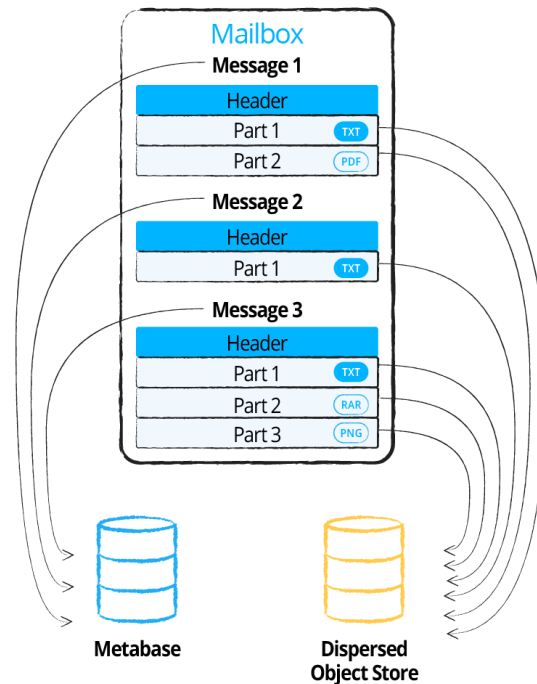 Mailbox
Message 1
Header
Part 1 TXT
Part 2 PDF
Message 2
Header
Part 1 TXT
Message 3
Header
Part 1 TXT
Part 2 RAR
Part 3 PNG
Metabase
Dispersed
Object Store